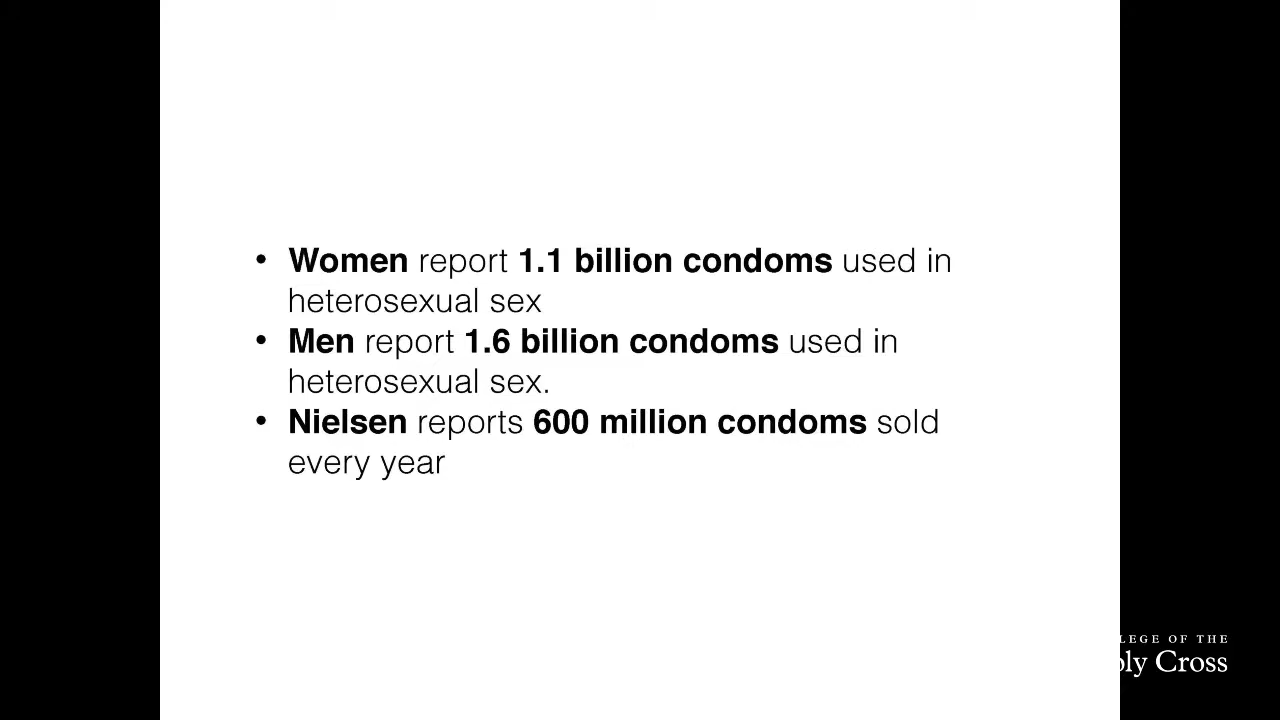 • Women report 1.1 billion condoms used in
heterosexual sex
• Men report 1.6 billion condoms used in
heterosexual sex.
• Nielsen reports 600 million condoms sold
every year
LEGE OF THE
ly Cross